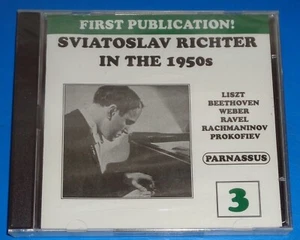 FIRST PUBLICATION!
SVIATOSLAV RICHTER
IN THE 1950s
LISZT
BEETHOVEN
WEBER
RAVEL
RACHMANINOV
PROKOFIEV
PARNASSUS
3